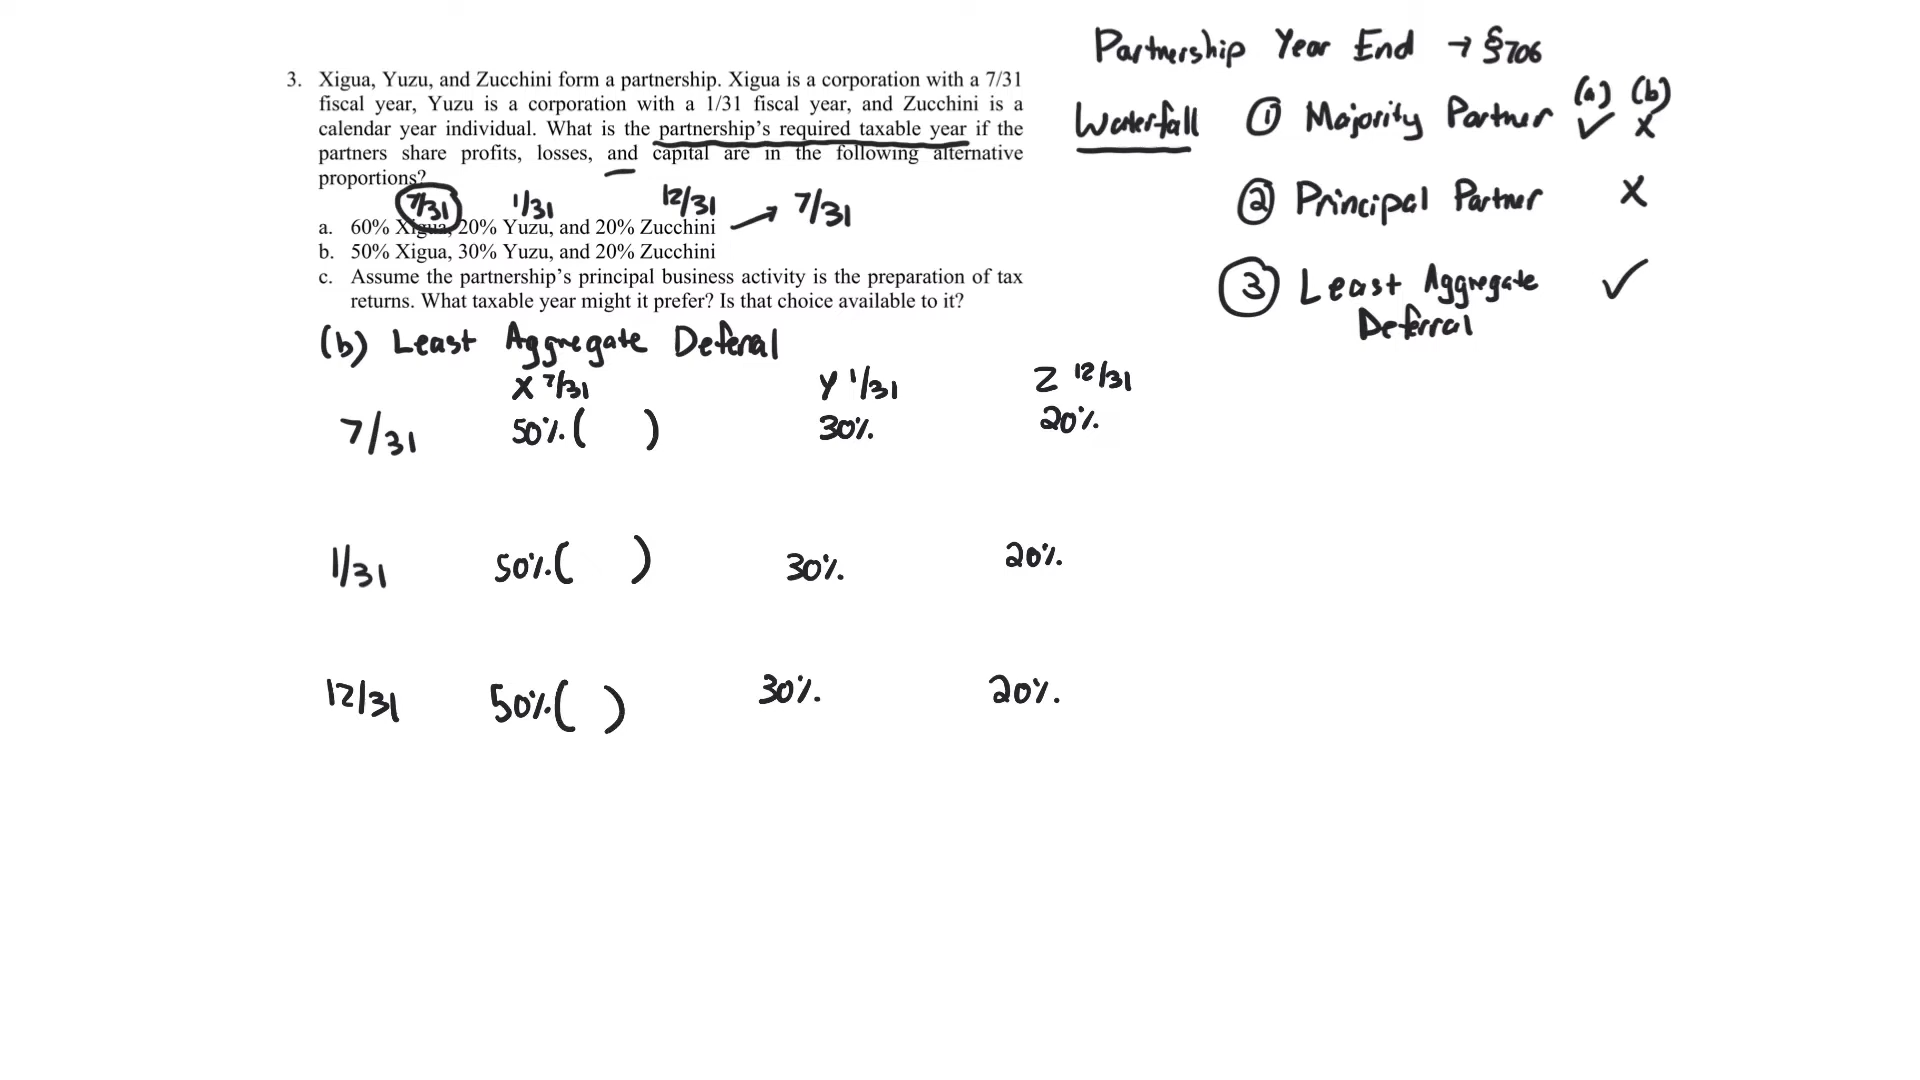 Partnership Year End → §706
3. Xigua, Yuzu, and Zucchini form a partnership. Xigua is a corporation with a 7/31
fiscal year, Yuzu is a corporation with a 1/31 fiscal year, and Zucchini is a
calendar year individual. What is the partnership’s required taxable year if the
partners share profits, losses, and capital are in the following alternative
proportions?
7/31 1/31 12/31 → 7/31
a. 60% Xigua, 20% Yuzu, and 20% Zucchini
b. 50% Xigua, 30% Yuzu, and 20% Zucchini
c. Assume the partnership’s principal business activity is the preparation of tax
returns. What taxable year might it prefer? Is that choice available to it?
(a) (b)
Waterfall ① Majority Partner ✓ X
② Principal Partner X
③ Least Aggregate ✓
Deferral
(b) Least Aggregate Deferral
X 7/31 Y 1/31 Z 12/31
7/31 50% ( ) 30% 20%
1/31 50% ( ) 30% 20%
12/31 50% ( ) 30% 20%